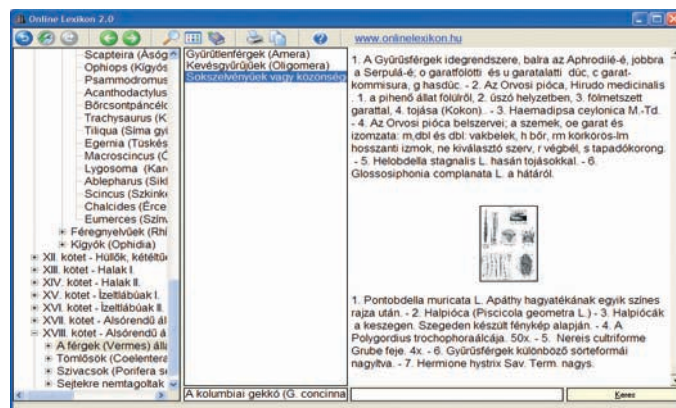 Online Lexikon 2.0
www.onlinelexikon.hu
Scapteira (Ásóg
Ophiops (Kígyós
Psammodromus
Acanthodactylus
Bőrcsontpáncélo
Trachysaurus (K
Tiliqua (Sima gyí
Egernia (Tüskés
Macroscincus (Ó
Lygosoma (Kar
Ablepharus (Sikl
Scincus (Szkink
Chalcides (Érce
Eumerces (Szín
Féregnyelvűek (Rhi
Kígyók (Ophidia)
XII. kötet - Hüllők, kétéltű
XIII. kötet - Halak I.
XIV. kötet - Halak II.
XV. kötet - Ízeltlábúak I.
XVI. kötet - Ízeltlábúak II.
XVII. kötet - Alsórendű ál
XVIII. kötet - Alsórendű á
A férgek (Vermes) álla
Tömlősök (Coelentera
Szivacsok (Porifera s
Sejtekre nemtagoltak
Gyűrűtlenférgek (Amera)
Kevésgyűrűjűek (Oligomera)
Sokszelvényűek vagy közönség
A kolumbiai gekkó (G. concinna
1. A Gyűrűsférgek idegrendszere, balra az Aphrodilé-é, jobbra
a Serpulá-é; o garatfölötti és u garatalatti dúc, c garat-
kommisura, g hasdúc. - 2. Az Orvosi pióca, Hirudo medicinalis
. 1. a pihenő állat fölülről, 2. úszó helyzetben, 3. fölmetszett
garattal, 4. tojása (Kokon). . - 3. Haemadipsa ceylonica M.-Td.
- 4. Az Orvosi pióca belszervei; a szemek, oe garat és
izomzata: m,dbl és dbl: vakbelek, h bőr, rm körkörös-lm
hosszanti izmok, ne kiválasztó szerv, r végbél, s tapadókorong.
- 5. Helobdella stagnalis L. hasán tojásokkal. - 6.
Glossosiphonia complanata L. a hátáról.
1. Pontobdella muricata L. Apáthy hagyatékának egyik színes
rajza után. - 2. Halpióca (Piscicola geometra L.) - 3. Halpiócák
a keszegen. Szegeden készült fénykép alapján. - 4. A
Polygordius trochophoraálcája. 50x. - 5. Nereis cultriforme
Grube feje. 4x. - 6. Gyűrűsférgek különböző sörteformái
nagyítva. - 7. Hermione hystrix Sav. Term. nagys.
Keres